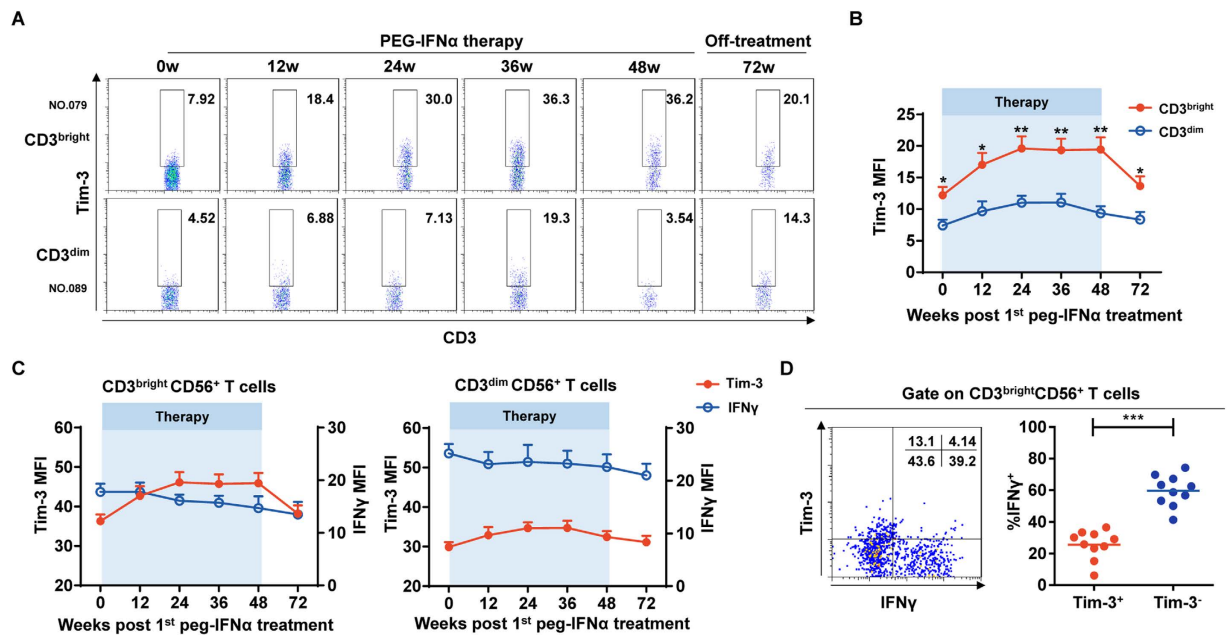 A
PEG-IFNα therapy
Off-treatment
0w 12w 24w 36w 48w 72w
NO.079
CD3bright
7.92 18.4 30.0 36.3 36.2 20.1
Tim-3
CD3dim
NO.089
4.52 6.88 7.13 19.3 3.54 14.3
CD3
B
Therapy
CD3bright
CD3dim
Tim-3 MFI
25
20
15
10
5
0
* * ** ** ** *
0 12 24 36 48 72
Weeks post 1st peg-IFNα treatment
C
CD3bright CD56+ T cells
Therapy
Tim-3 MFI
60
50
40
30
20
IFNγ MFI
30
20
10
0
0 12 24 36 48 72
Weeks post 1st peg-IFNα treatment
CD3dim CD56+ T cells
Therapy
Tim-3
IFNγ
Tim-3 MFI
60
50
40
30
20
IFNγ MFI
30
20
10
0
0 12 24 36 48 72
Weeks post 1st peg-IFNα treatment
D
Gate on CD3brightCD56+ T cells
13.1 4.14
43.6 39.2
Tim-3
IFNγ
***
%IFNγ+
100
80
60
40
20
0
Tim-3+ Tim-3-